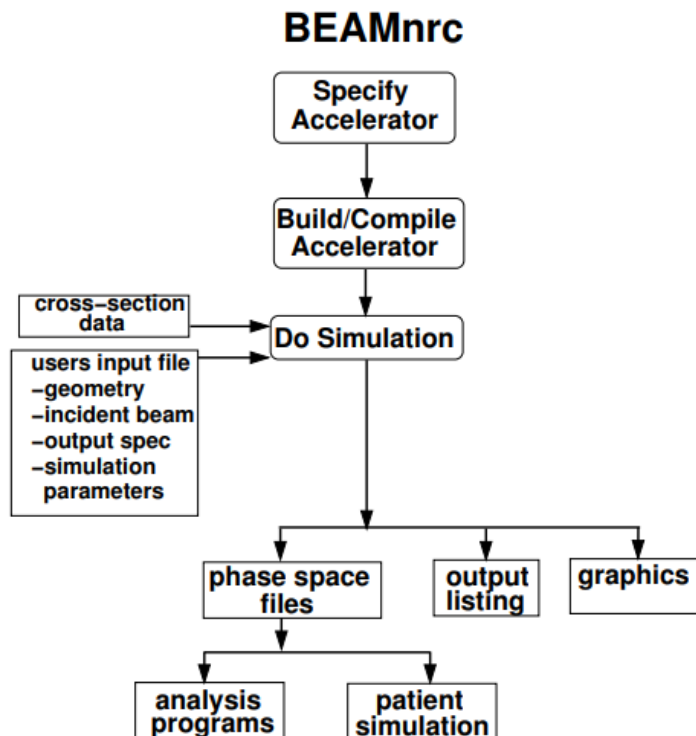 BEAMnrc
Specify
Accelerator
Build/Compile
Accelerator
cross−section
data
Do Simulation
users input file
−geometry
−incident beam
−output spec
−simulation
parameters
phase space
files
output
listing
graphics
analysis
programs
patient
simulation